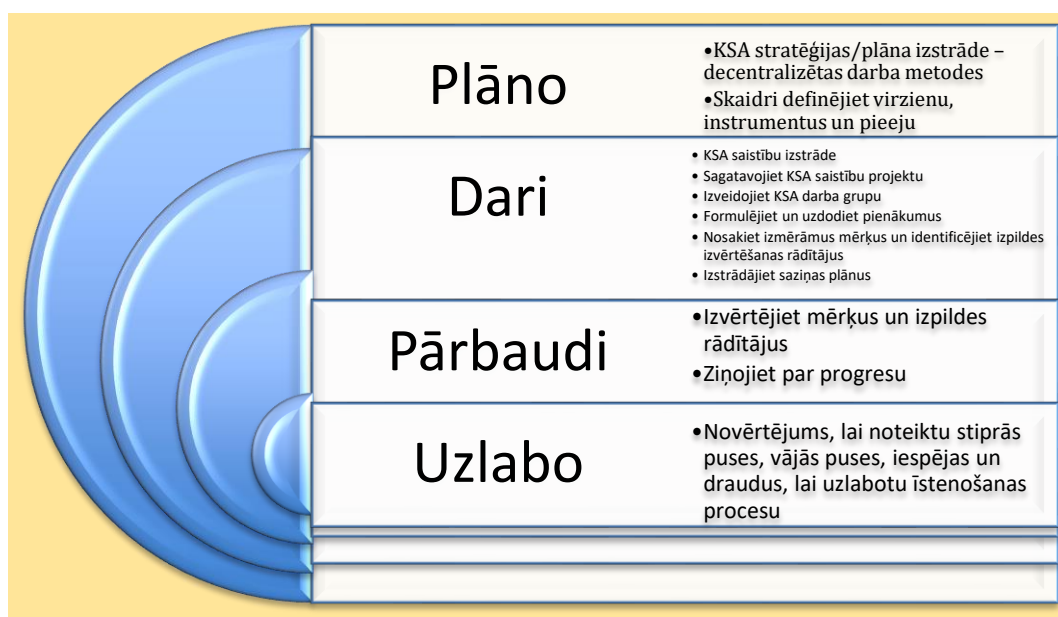 Plāno
•KSA stratēģijas/plāna izstrāde –
decentralizētas darba metodes
•Skaidri definējiet virzienu,
instrumentus un pieeju
Dari
• KSA saistību izstrāde
• Sagatavojiet KSA saistību projektu
• Izveidojiet KSA darba grupu
• Formulējiet un uzdodiet pienākumus
• Nosakiet izmērāmus mērķus un identificējiet izpildes
izvērtēšanas rādītājus
• Izstrādājiet saziņas plānus
Pārbaudi
•Izvērtējiet mērķus un izpildes
rādītājus
•Ziņojiet par progresu
Uzlabo
•Novērtējums, lai noteiktu stiprās
puses, vājās puses, iespējas un
draudus, lai uzlabotu īstenošanas
procesu